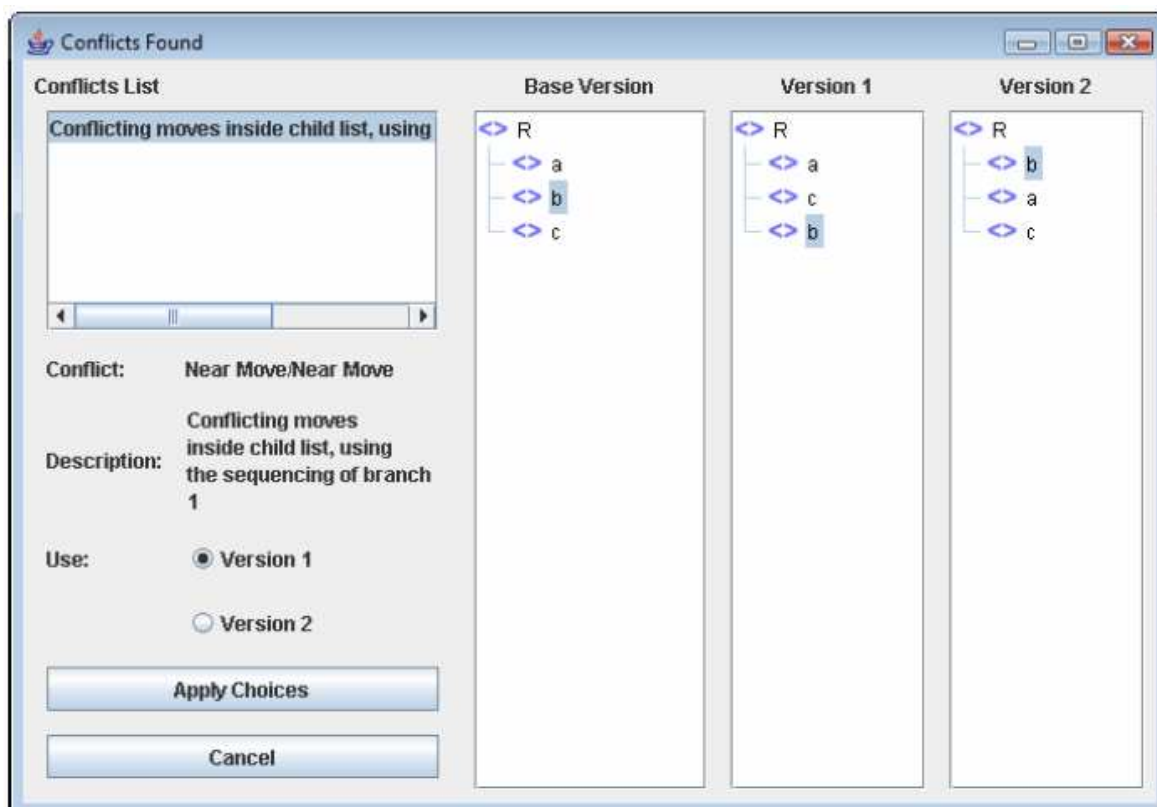 Conflicts Found
Conflicts List
Conflicting moves inside child list, using
Conflict: Near Move/Near Move
Description: Conflicting moves
inside child list, using
the sequencing of branch
1
Use: Version 1
Version 2
Apply Choices
Cancel
Base Version
<> R
<> a
<> b
<> c
Version 1
<> R
<> a
<> c
<> b
Version 2
<> R
<> b
<> a
<> c